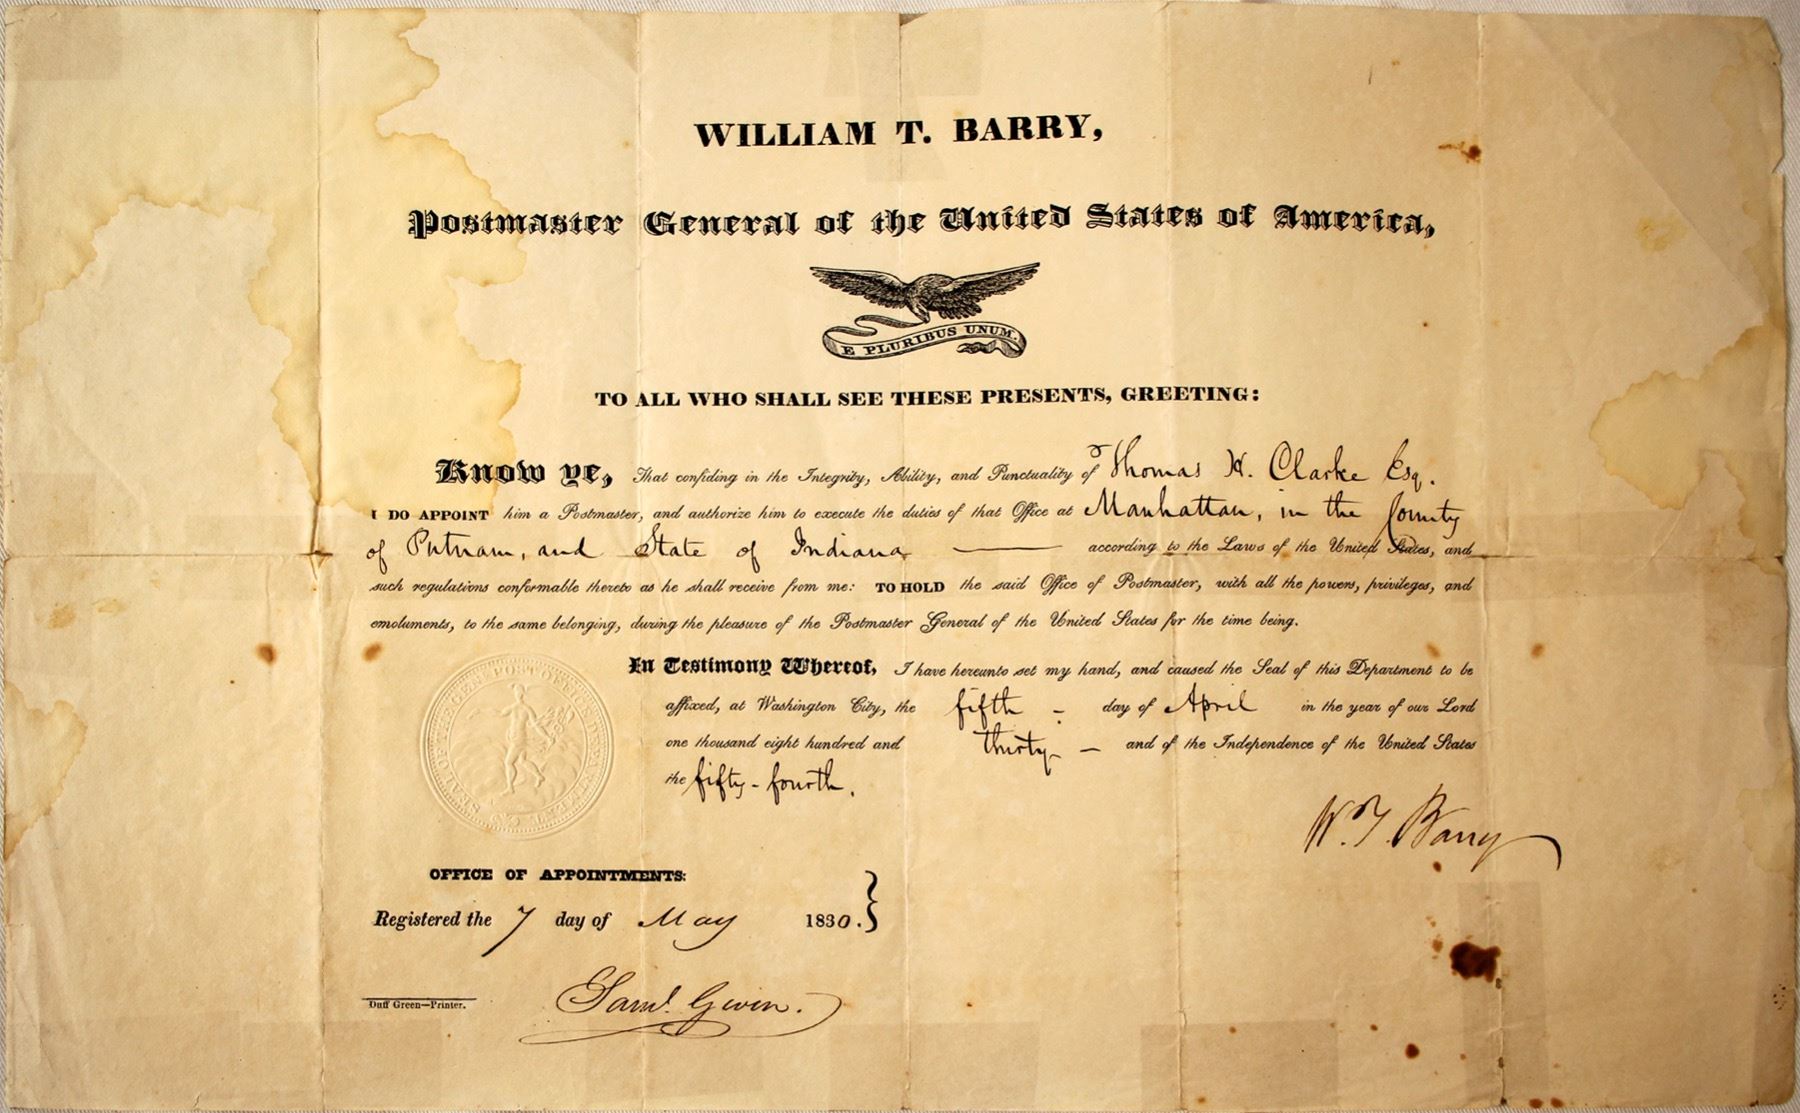 WILLIAM T. BARRY,
Postmaster General of the United States of America,
E PLURIBUS UNUM.
TO ALL WHO SHALL SEE THESE PRESENTS, GREETING:
Know ye, That confiding in the Integrity, Ability, and Punctuality of Thomas H. Clarke Esq.
I DO APPOINT him a Postmaster, and authorize him to execute the duties of that Office at Manhattan, in the County
of Putnam, and State of Indiana, — according to the Laws of the United States, and
such regulations conformable thereto as he shall receive from me: TO HOLD the said Office of Postmaster, with all the powers, privileges, and
emoluments, to the same belonging, during the pleasure of the Postmaster General of the United States for the time being.
In Testimony Whereof, I have hereunto set my hand, and caused the Seal of this Department to be
affixed, at Washington City, the fifth - day of April in the year of our Lord
one thousand eight hundred and thirty - and of the Independence of the United States
the fifty-fourth.
SEAL OF THE GEN. POST OFFICE DEPARTMENT
W. T. Barry
OFFICE OF APPOINTMENTS:
Registered the 7 day of May 1830. }
Duff Green—Printer.
Saml. Gwin.